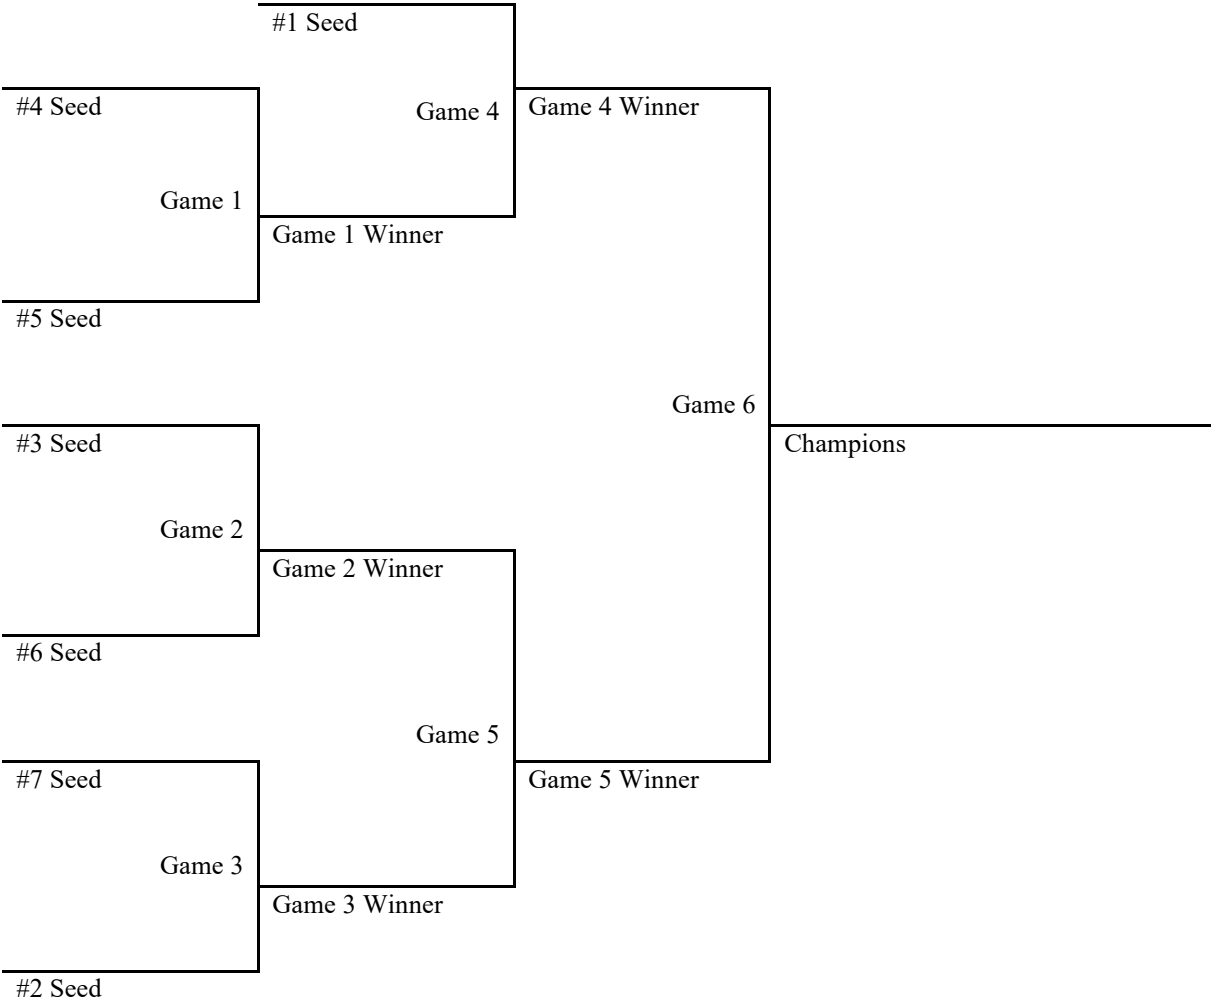 #1 Seed
#4 Seed
Game 4
Game 4 Winner
Game 1
Game 1 Winner
#5 Seed
Game 6
#3 Seed
Champions
Game 2
Game 2 Winner
#6 Seed
Game 5
#7 Seed
Game 5 Winner
Game 3
Game 3 Winner
#2 Seed